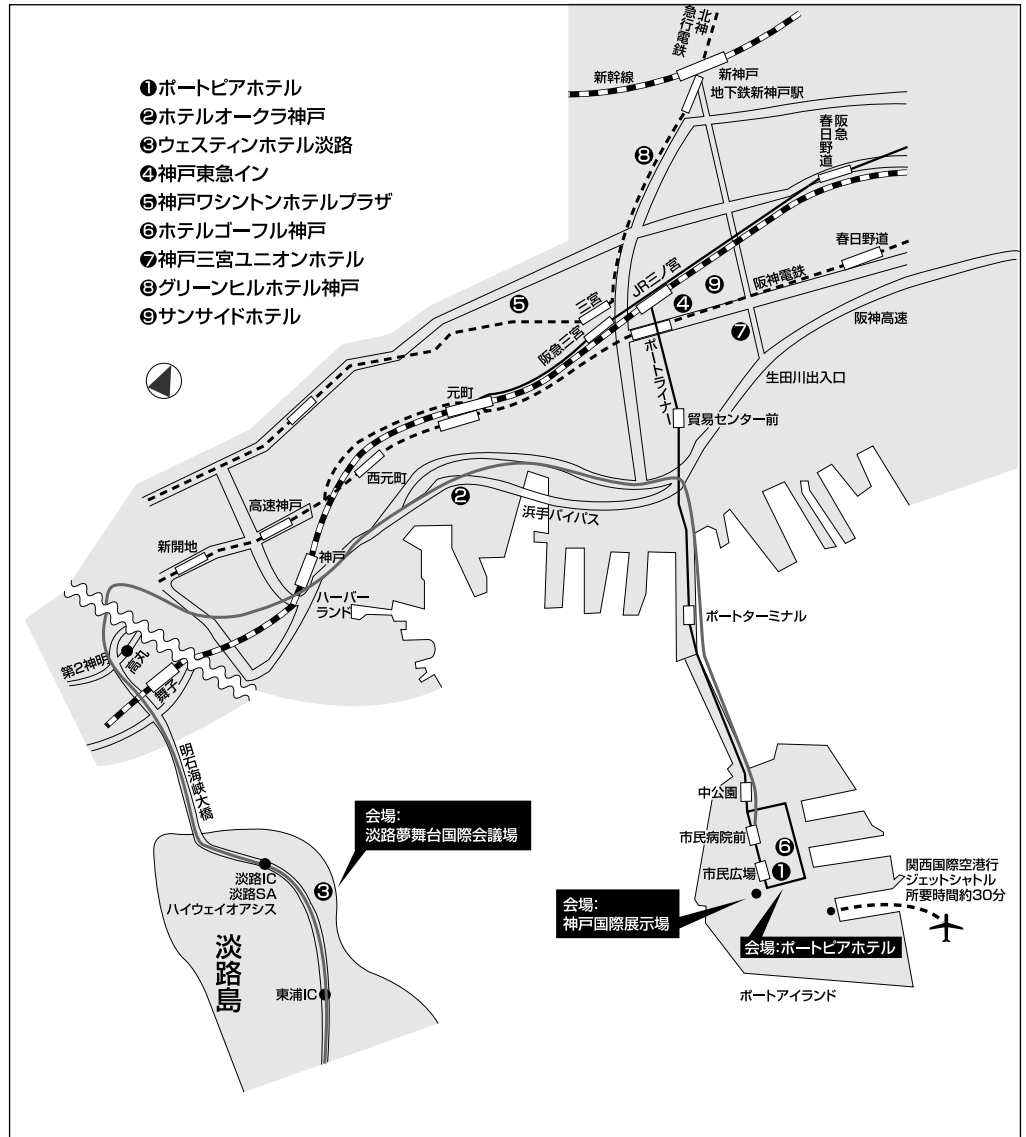 ❶ポートピアホテル
❷ホテルオークラ神戸
❸ウェスティンホテル淡路
❹神戸東急イン
❺神戸ワシントンホテルプラザ
❻ホテルゴーフル神戸
❼神戸三宮ユニオンホテル
❽グリーンヒルホテル神戸
❾サンサイドホテル
北神
急行電鉄
新幹線
新神戸
地下鉄新神戸駅
阪急
春日野道
❽
春日野道
JR三ノ宮
❾
阪神電鉄
❺
三宮
❹
阪急三宮
❼
阪神高速
ポートライナー
生田川出入口
元町
貿易センター前
西元町
❷
浜手バイパス
高速神戸
新開地
神戸
ハーバー
ランド
ポートターミナル
第2神明
高丸
舞子
明石海峡大橋
中公園
会場:
淡路夢舞台国際会議場
市民病院前
❻
市民広場
❶
関西国際空港行
ジェットシャトル
所要時間約30分
淡路IC
淡路SA
ハイウェイオアシス
❸
会場:
神戸国際展示場
会場:ポートピアホテル
淡路島
東浦IC
ポートアイランド